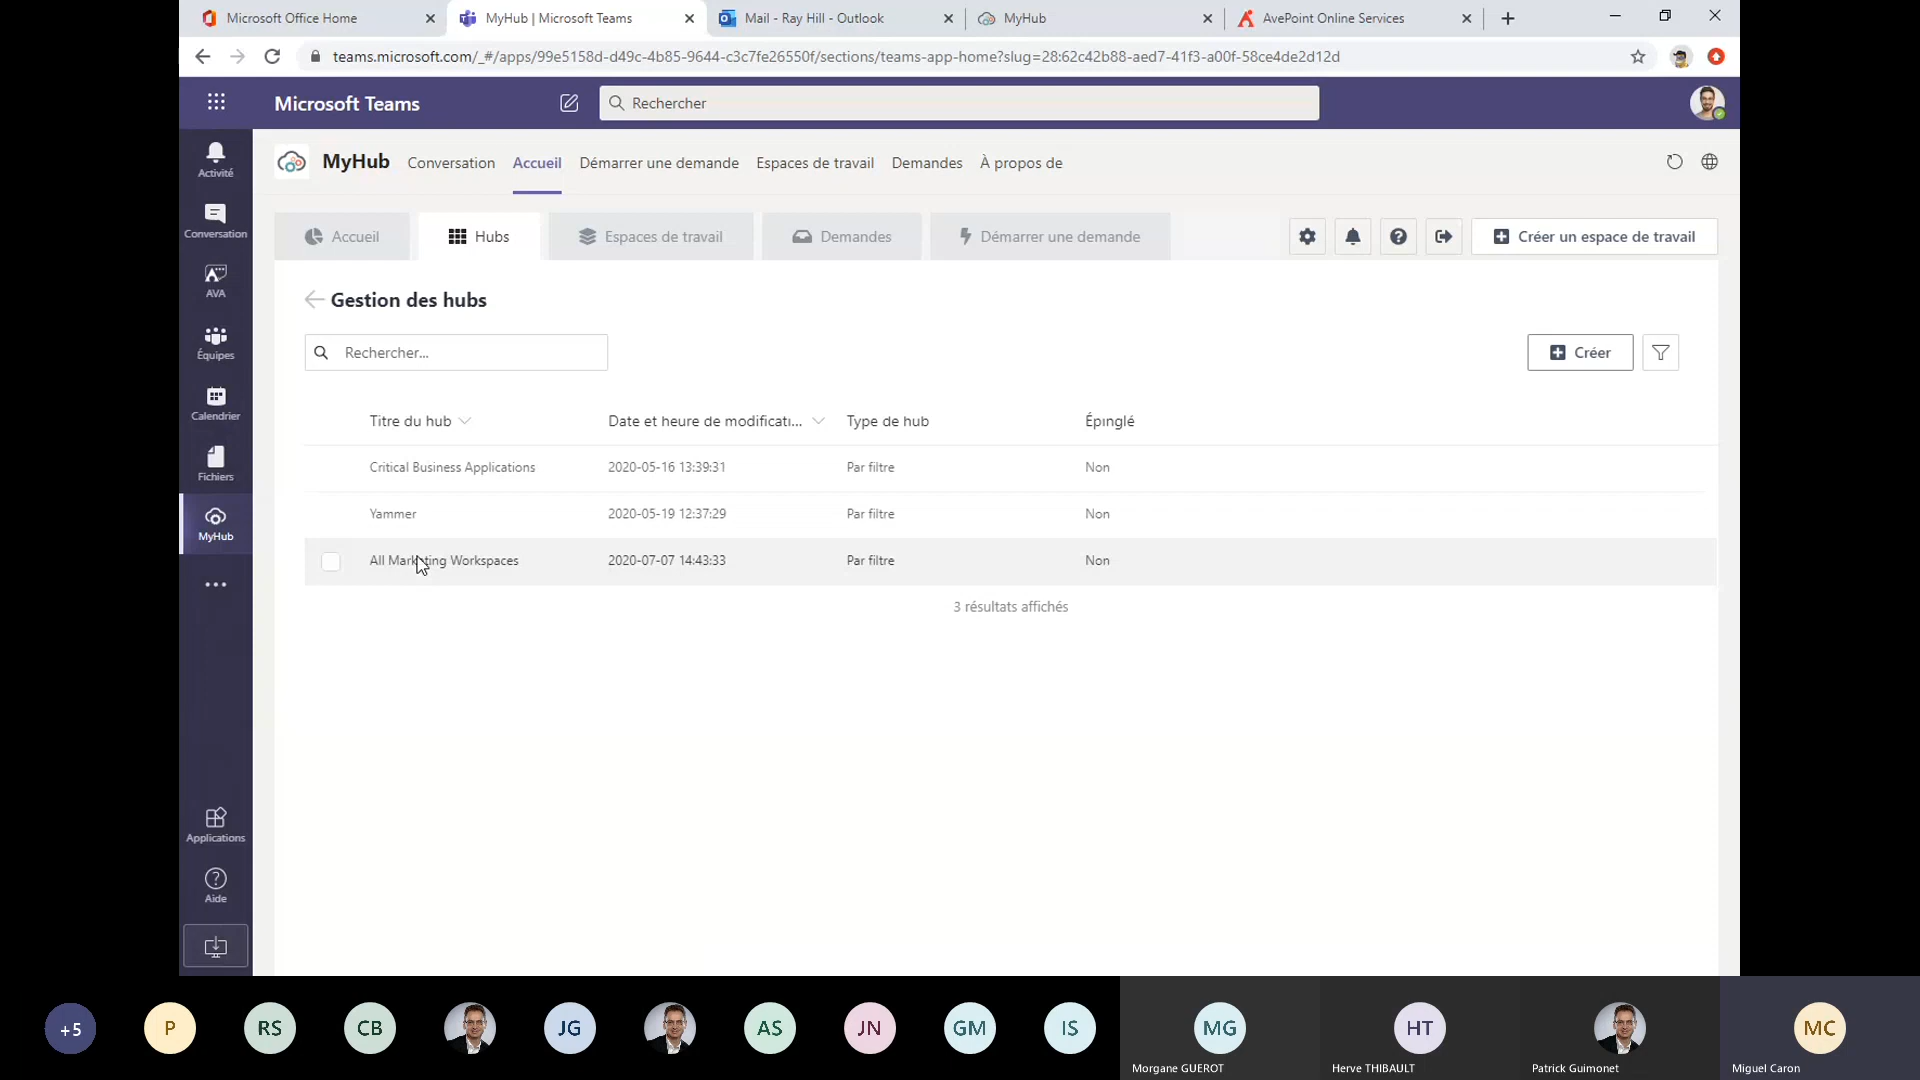 Microsoft Office Home
MyHub | Microsoft Teams
Mail - Ray Hill - Outlook
MyHub
AvePoint Online Services
teams.microsoft.com/_#/apps/99e5158d-d49c-4b85-9644-c3c7fe26550f/sections/teams-app-home?slug=28:62c42b88-aed7-41f3-a00f-58ce4de2d12d
Microsoft Teams
Rechercher
Activité
Conversation
AVA
Équipes
Calendrier
Fichiers
MyHub
Applications
Aide
MyHub Conversation Accueil Démarrer une demande Espaces de travail Demandes À propos de
Accueil Hubs Espaces de travail Demandes Démarrer une demande Créer un espace de travail
Gestion des hubs
Rechercher...
Créer
Titre du hub Date et heure de modificati... Type de hub Épinglé
Critical Business Applications 2020-05-16 13:39:31 Par filtre Non
Yammer 2020-05-19 12:37:29 Par filtre Non
All Marketing Workspaces 2020-07-07 14:43:33 Par filtre Non
3 résultats affichés
+5 P RS CB JG AS JN GM IS MG HT MC
Morgane GUEROT Herve THIBAULT Patrick Guimonet Miguel Caron